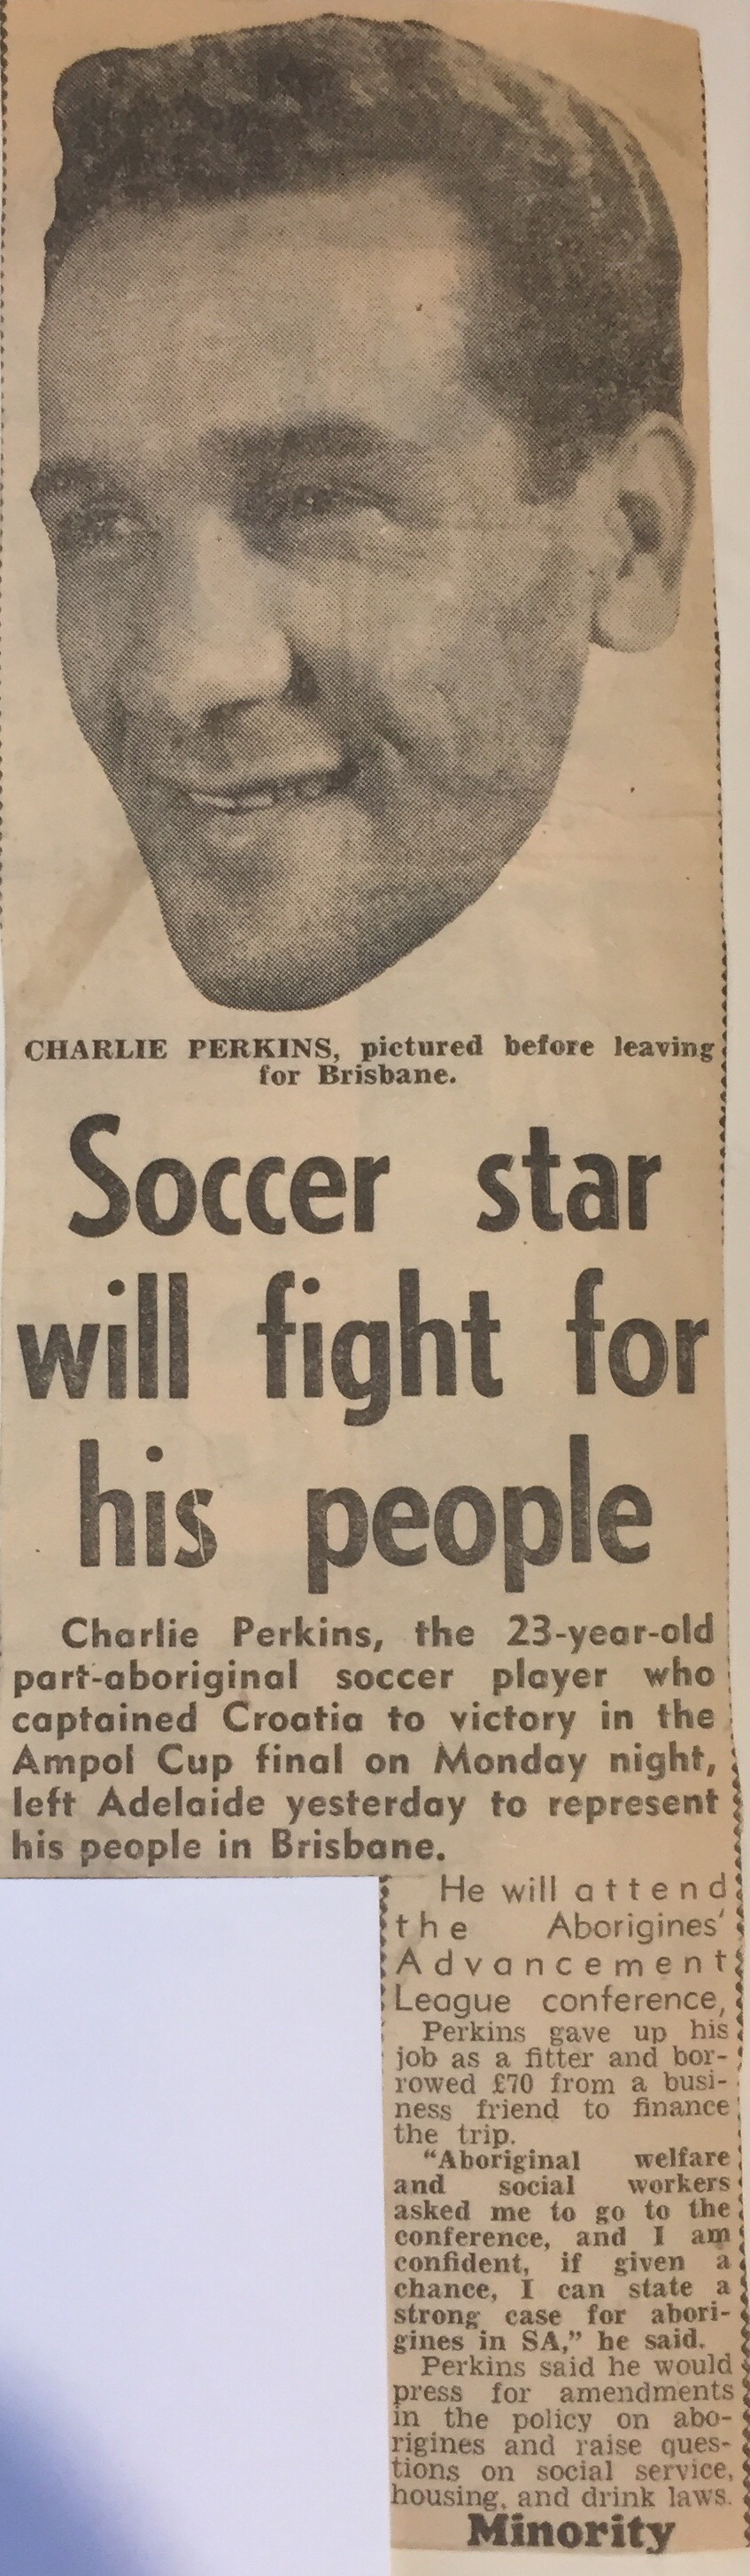 CHARLIE PERKINS, pictured before leaving
for Brisbane.
Soccer star
will fight for
his people
Charlie Perkins, the 23-year-old
part-aboriginal soccer player who
captained Croatia to victory in the
Ampol Cup final on Monday night,
left Adelaide yesterday to represent
his people in Brisbane.
He will attend
the Aborigines'
Advancement
League conference,
Perkins gave up his
job as a fitter and bor-
rowed £70 from a busi-
ness friend to finance
the trip.
"Aboriginal welfare
and social workers
asked me to go to the
conference, and I am
confident, if given a
chance, I can state a
strong case for abori-
gines in SA," he said.
Perkins said he would
press for amendments
in the policy on abo-
rigines and raise ques-
tions on social service,
housing, and drink laws.
Minority